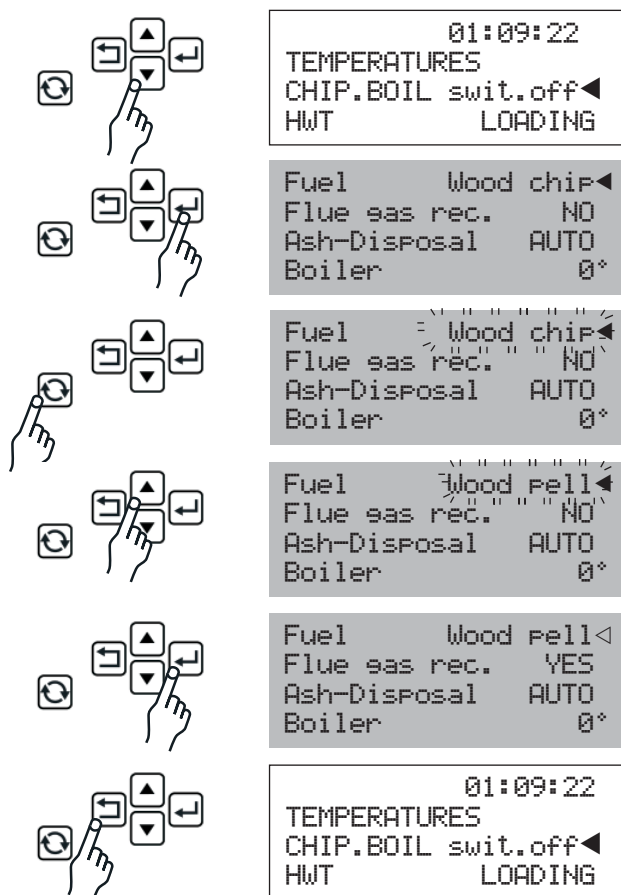 01:09:22
TEMPERATURES
CHIP.BOIL swit.off◄
HWT LOADING
Fuel Wood chip◄
Flue gas rec. NO
Ash-Disposal AUTO
Boiler 0°
Fuel Wood chip◄
Flue gas rec. NO
Ash-Disposal AUTO
Boiler 0°
Fuel Wood pell◄
Flue gas rec. NO
Ash-Disposal AUTO
Boiler 0°
Fuel Wood pell◁
Flue gas rec. YES
Ash-Disposal AUTO
Boiler 0°
01:09:22
TEMPERATURES
CHIP.BOIL swit.off◄
HWT LOADING